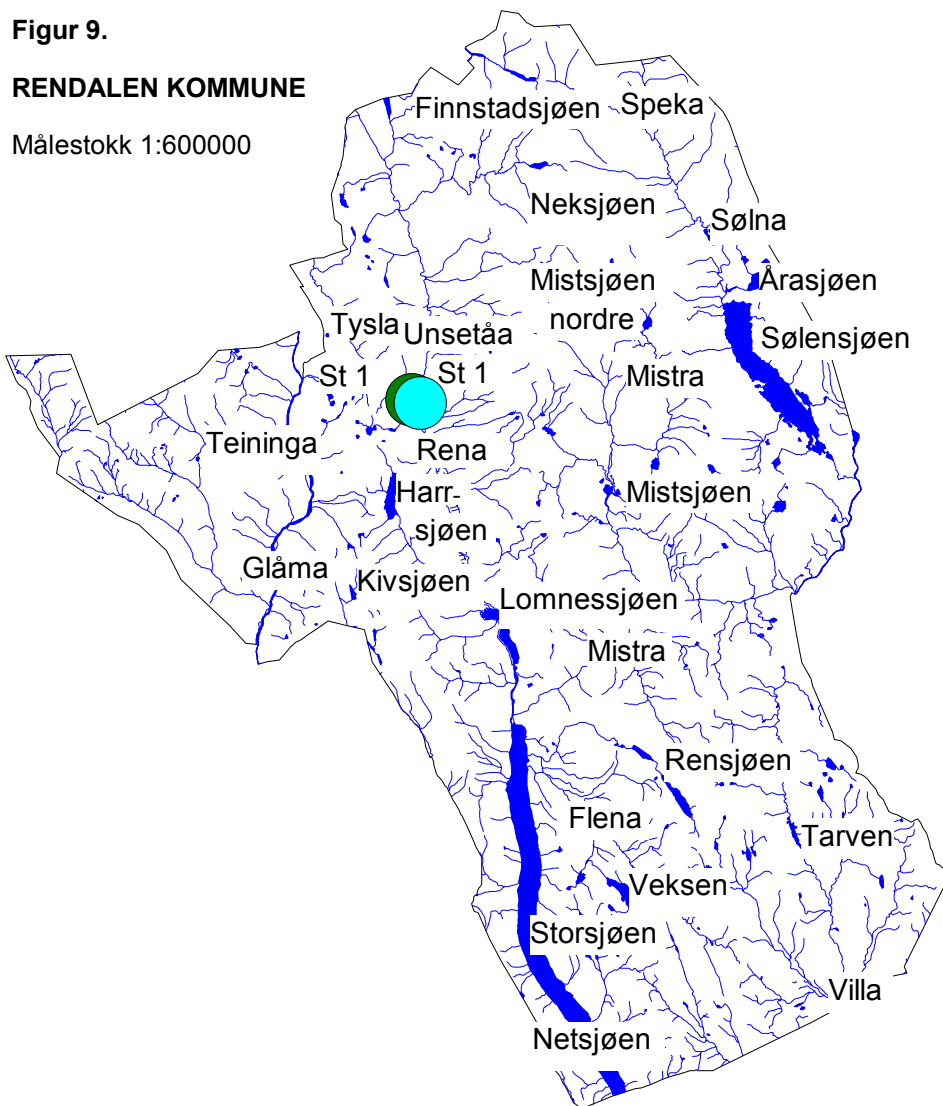 Figur 9.
RENDALEN KOMMUNE
Målestokk 1:600000
Finnstadsjøen
Speka
Neksjøen
Sølna
Mistsjøen
nordre
Årasjøen
Sølensjøen
Tysla
Unsetåa
St 1
St 1
Mistra
Teininga
Rena
Harr-
sjøen
Mistsjøen
Glåma
Kivsjøen
Lomnessjøen
Mistra
Rensjøen
Flena
Tarven
Veksen
Storsjøen
Villa
Netsjøen